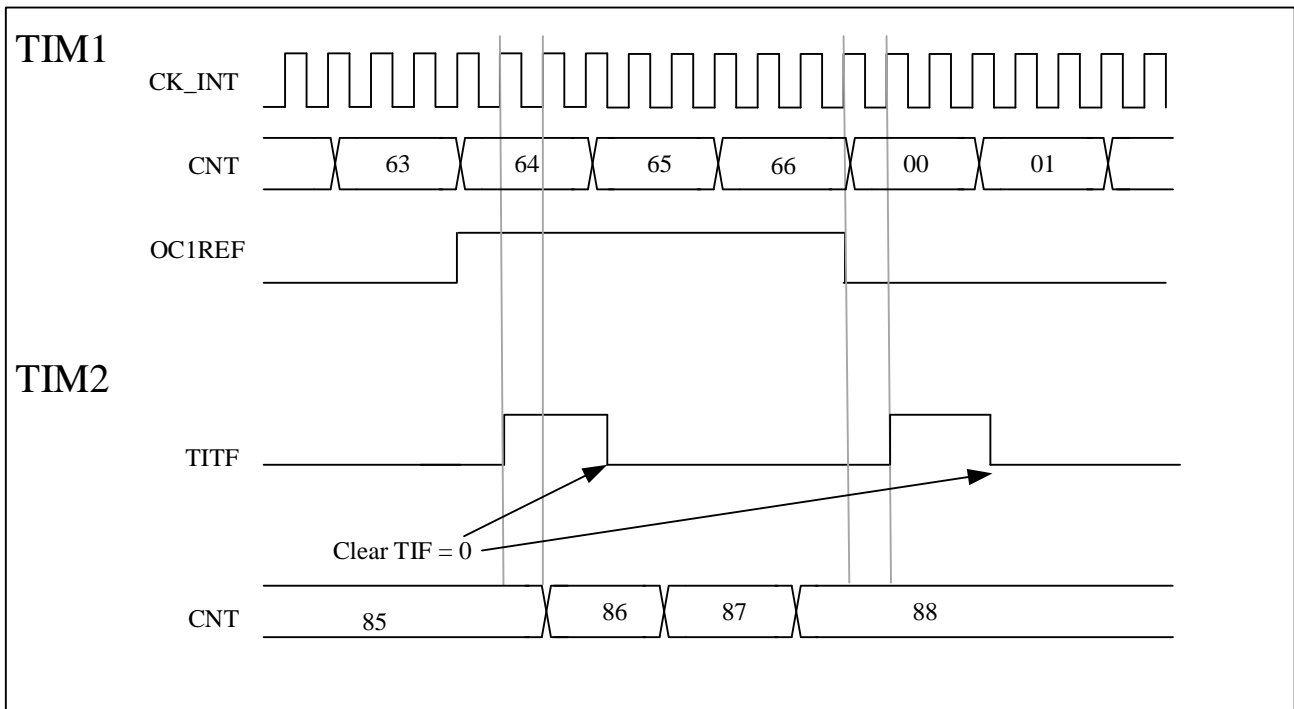 TIM1
CK_INT
CNT
63
64
65
66
00
01
OC1REF
TIM2
TITF
Clear TIF = 0
CNT
85
86
87
88